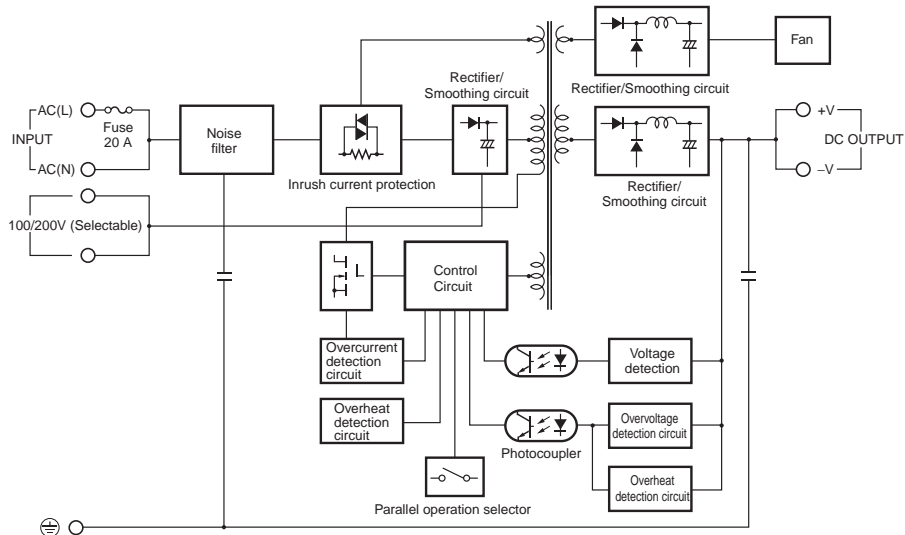 Fan
Rectifier/
Smoothing circuit
Rectifier/Smoothing circuit
AC(L)
Fuse
20 A
INPUT
AC(N)
Noise
filter
Inrush current protection
+V
DC OUTPUT
–V
Rectifier/
Smoothing circuit
100/200V (Selectable)
Control
Circuit
Overcurrent
detection
circuit
Voltage
detection
Overheat
detection
circuit
Overvoltage
detection circuit
Photocoupler
Overheat
detection circuit
Parallel operation selector